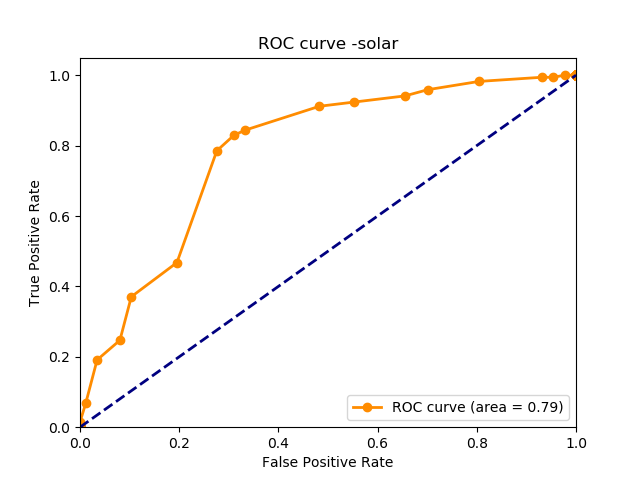 ROC curve -solar
True Positive Rate
1.0
0.8
0.6
0.4
0.2
0.0
ROC curve (area = 0.79)
0.0 0.2 0.4 0.6 0.8 1.0
False Positive Rate